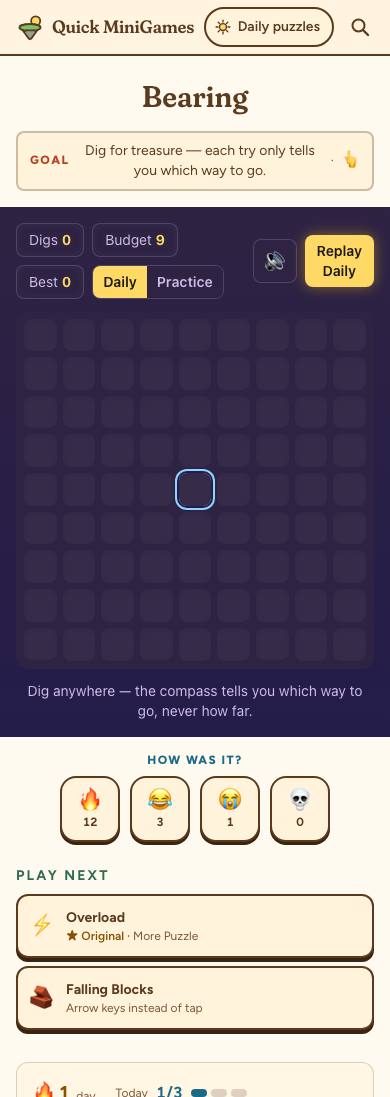 Quick MiniGames
Daily puzzles
Bearing
GOAL
Dig for treasure — each try only tells
you which way to go.
·
Digs 0
Budget 9
Best 0
Daily
Practice
Replay
Daily
Dig anywhere — the compass tells you which way to
go, never how far.
HOW WAS IT?
12
3
1
0
PLAY NEXT
Overload
★ Original · More Puzzle
Falling Blocks
Arrow keys instead of tap
1 day
Today 1/3